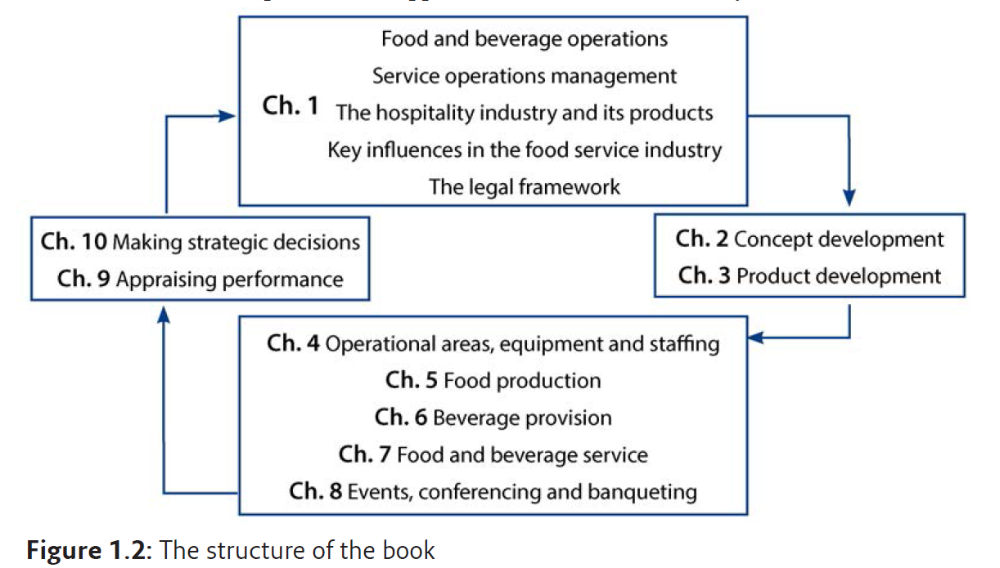 Food and beverage operations
Service operations management
Ch. 1 The hospitality industry and its products
Key influences in the food service industry
The legal framework
Ch. 10 Making strategic decisions
Ch. 9 Appraising performance
Ch. 2 Concept development
Ch. 3 Product development
Ch. 4 Operational areas, equipment and staffing
Ch. 5 Food production
Ch. 6 Beverage provision
Ch. 7 Food and beverage service
Ch. 8 Events, conferencing and banqueting
Figure 1.2: The structure of the book